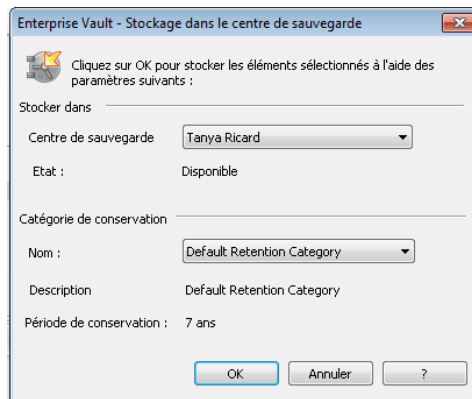 Enterprise Vault - Stockage dans le centre de sauvegarde
Cliquez sur OK pour stocker les éléments sélectionnés à l'aide des
paramètres suivants :
Stocker dans
Centre de sauvegarde Tanya Ricard
Etat : Disponible
Catégorie de conservation
Nom : Default Retention Category
Description Default Retention Category
Période de conservation : 7 ans
OK Annuler ?